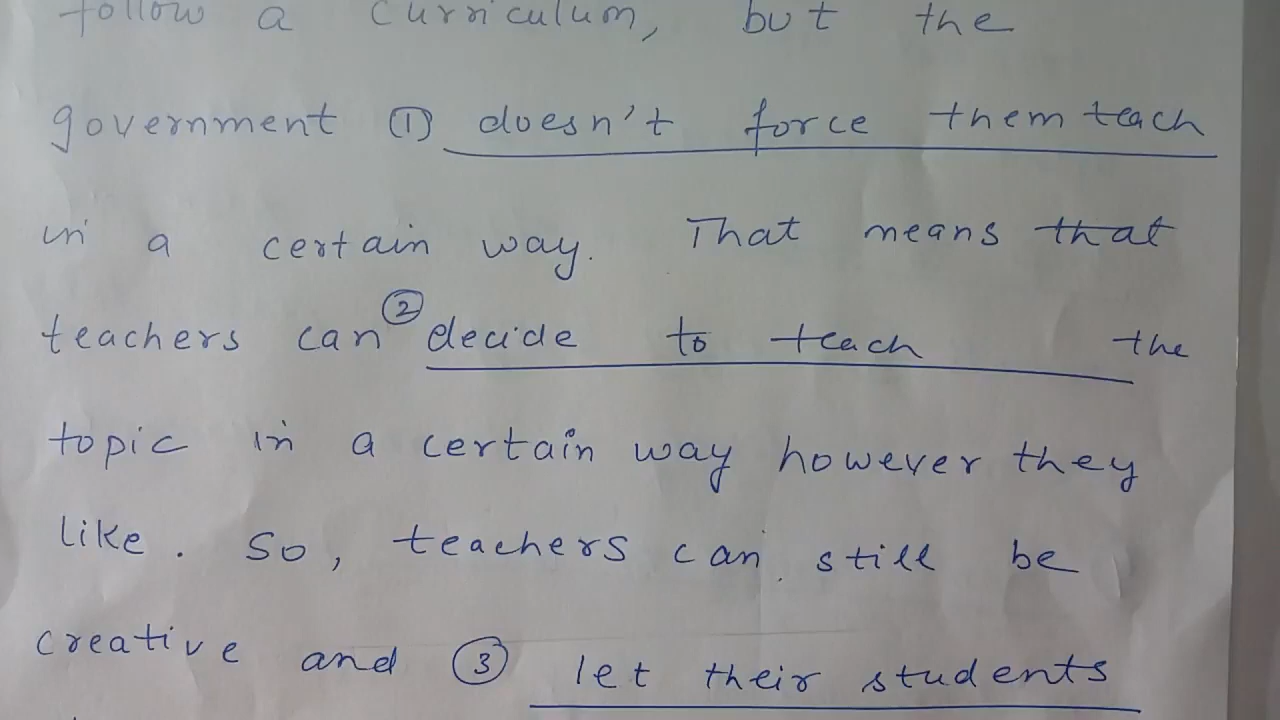 follow a curriculum, but the
government ① doesn't force them teach
in a certain way. That means that
teachers can ② decide to teach the
topic in a certain way however they
like. So, teachers can still be
creative and ③ let their students